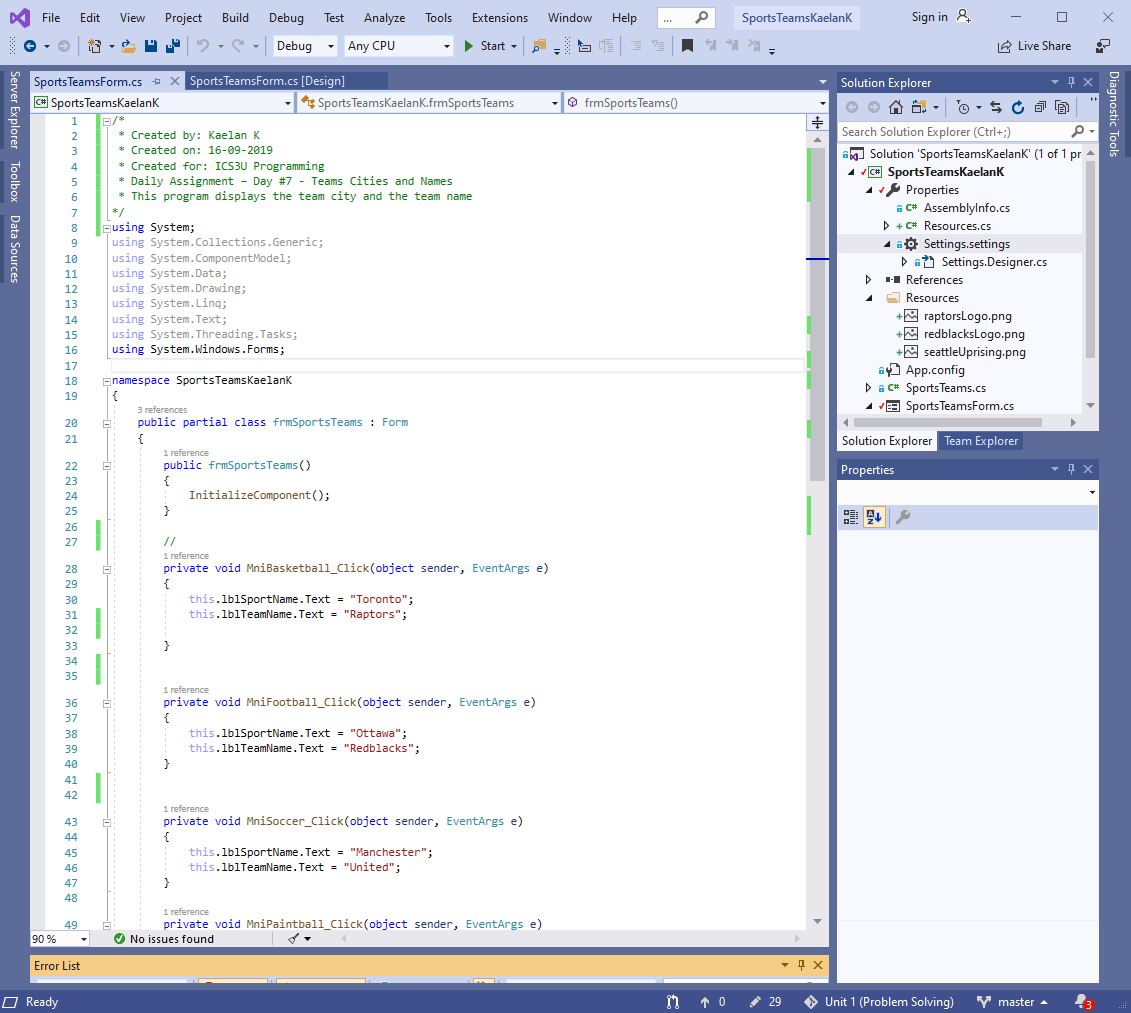 File Edit View Project Build Debug Test Analyze Tools Extensions Window Help ... SportsTeamsKaelanK Sign in
Debug Any CPU Start Live Share
Server Explorer
Toolbox
Data Sources
SportsTeamsForm.cs SportsTeamsForm.cs [Design]
C# SportsTeamsKaelanK SportsTeamsKaelanK.frmSportsTeams frmSportsTeams()
1 /*
2 * Created by: Kaelan K
3 * Created on: 16-09-2019
4 * Created for: ICS3U Programming
5 * Daily Assignment – Day #7 - Teams Cities and Names
6 * This program displays the team city and the team name
7 */
8 using System;
9 using System.Collections.Generic;
10 using System.ComponentModel;
11 using System.Data;
12 using System.Drawing;
13 using System.Linq;
14 using System.Text;
15 using System.Threading.Tasks;
16 using System.Windows.Forms;
17
18 namespace SportsTeamsKaelanK
19 {
3 references
20 public partial class frmSportsTeams : Form
21 {
1 reference
22 public frmSportsTeams()
23 {
24 InitializeComponent();
25 }
26
27 //
1 reference
28 private void MniBasketball_Click(object sender, EventArgs e)
29 {
30 this.lblSportName.Text = "Toronto";
31 this.lblTeamName.Text = "Raptors";
32
33 }
34
35
1 reference
36 private void MniFootball_Click(object sender, EventArgs e)
37 {
38 this.lblSportName.Text = "Ottawa";
39 this.lblTeamName.Text = "Redblacks";
40 }
41
42
1 reference
43 private void MniSoccer_Click(object sender, EventArgs e)
44 {
45 this.lblSportName.Text = "Manchester";
46 this.lblTeamName.Text = "United";
47 }
48
1 reference
49 private void MniPaintball_Click(object sender, EventArgs e)
90 % No issues found
Error List
Solution Explorer
Search Solution Explorer (Ctrl+;)
Solution 'SportsTeamsKaelanK' (1 of 1 pr
C# SportsTeamsKaelanK
Properties
C# AssemblyInfo.cs
C# Resources.cs
Settings.settings
Settings.Designer.cs
References
Resources
raptorsLogo.png
redblacksLogo.png
seattleUprising.png
App.config
C# SportsTeams.cs
SportsTeamsForm.cs
Solution Explorer Team Explorer
Properties
Diagnostic Tools
Ready 0 29 Unit 1 (Problem Solving) master 3